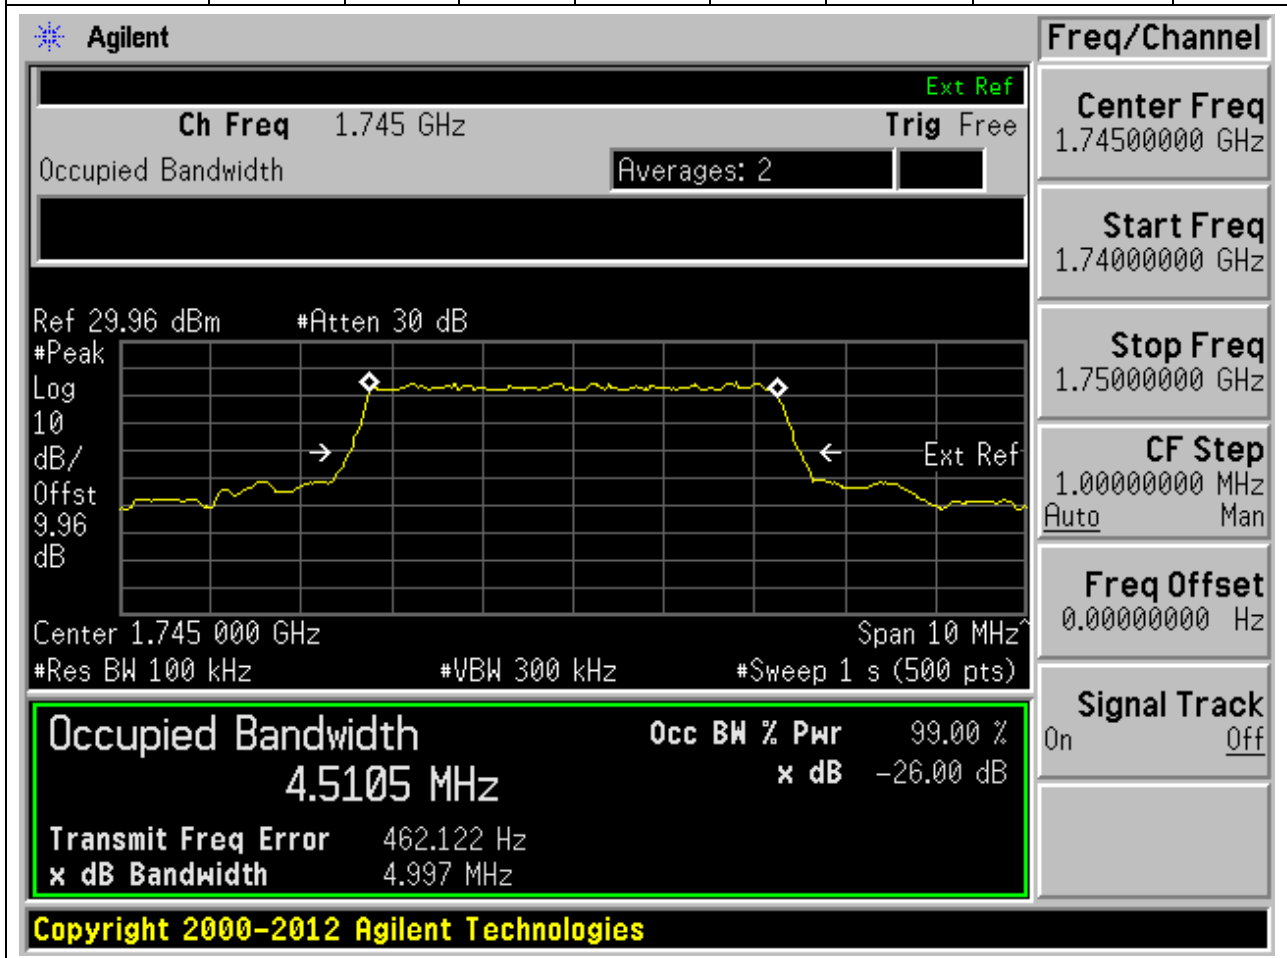 Agilent
Freq/Channel
Ext Ref
Ch Freq 1.745 GHz Trig Free
Occupied Bandwidth Averages: 2
Center Freq
1.74500000 GHz
Start Freq
1.74000000 GHz
Stop Freq
1.75000000 GHz
CF Step
1.00000000 MHz
Auto Man
Freq Offset
0.00000000 Hz
Signal Track
On Off
Ref 29.96 dBm #Atten 30 dB
#Peak
Log
10
dB/
Offst
9.96
dB
Ext Ref
Center 1.745 000 GHz Span 10 MHz^
#Res BW 100 kHz #VBW 300 kHz #Sweep 1 s (500 pts)
Occupied Bandwidth
4.5105 MHz
Occ BW % Pwr 99.00 %
x dB -26.00 dB
Transmit Freq Error 462.122 Hz
x dB Bandwidth 4.997 MHz
Copyright 2000-2012 Agilent Technologies